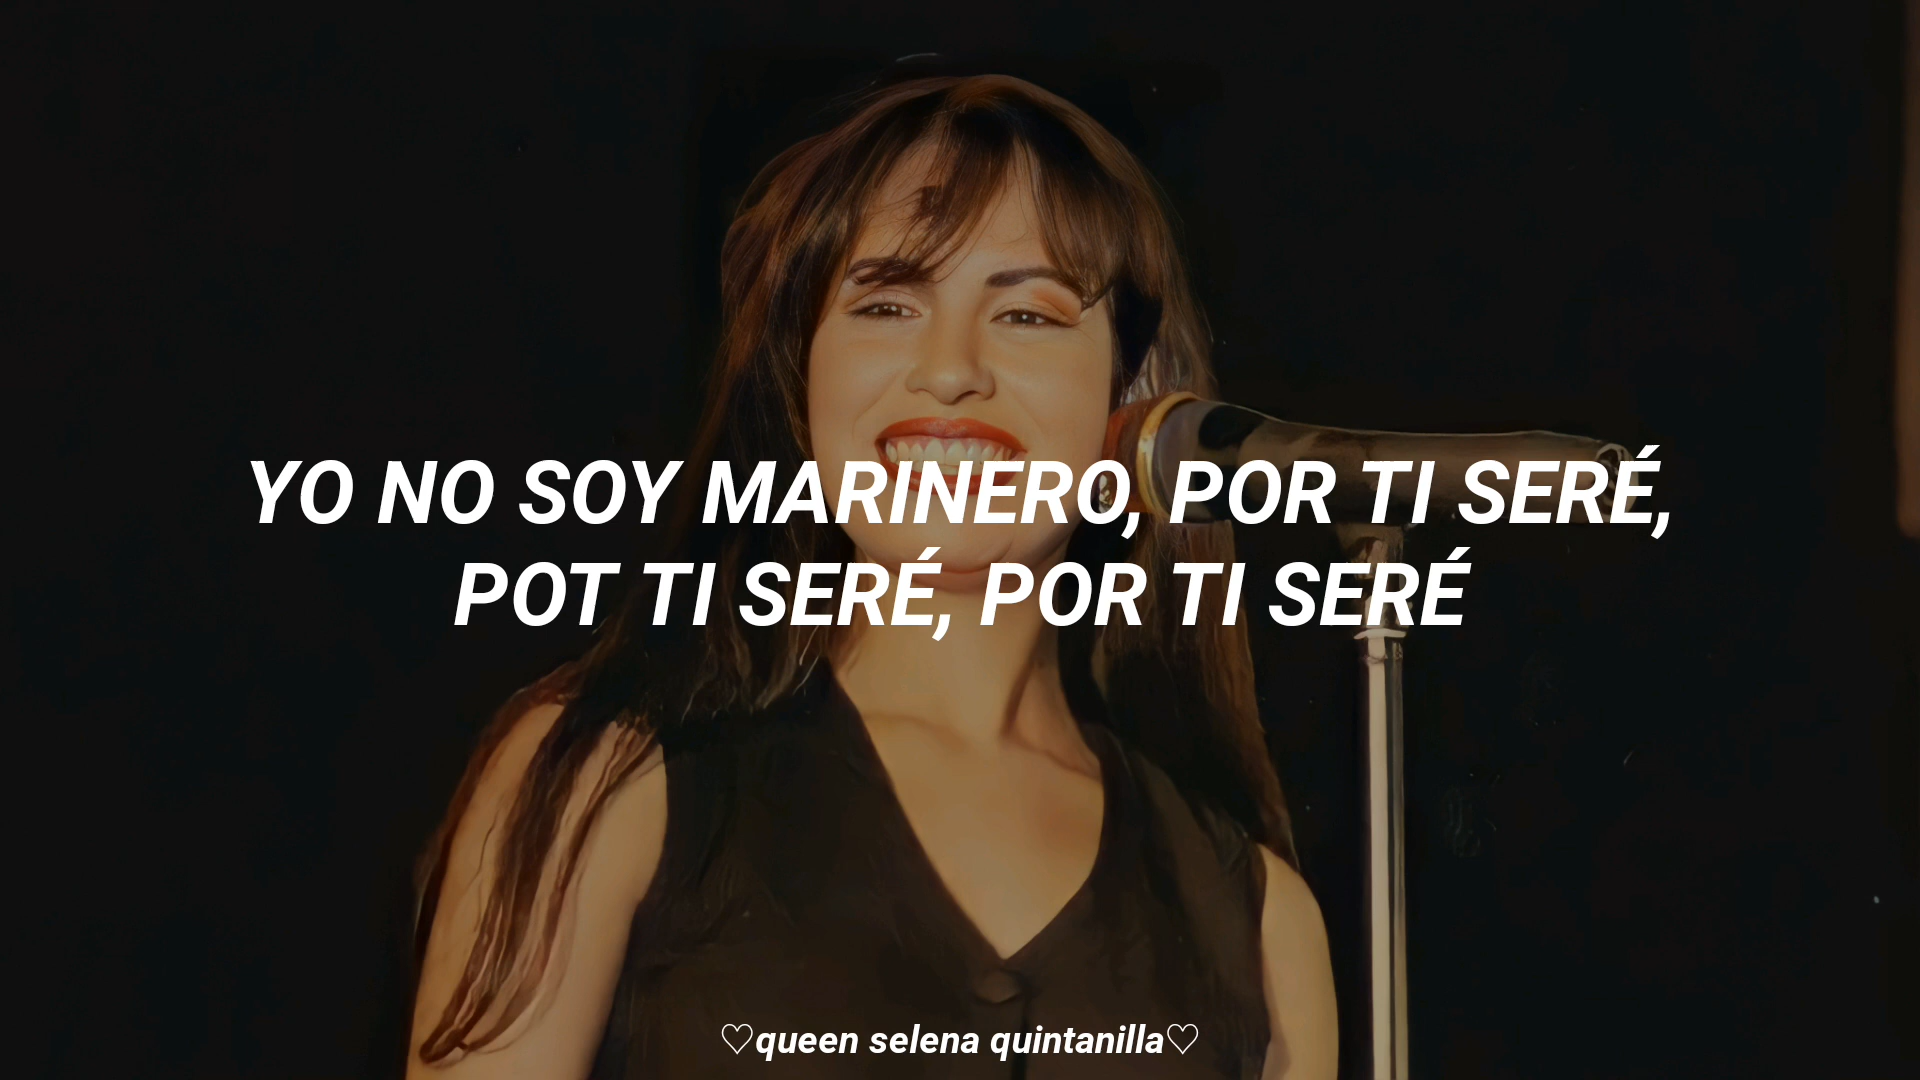 YO NO SOY MARINERO, POR TI SERÉ,
POT TI SERÉ, POR TI SERÉ
♡queen selena quintanilla♡